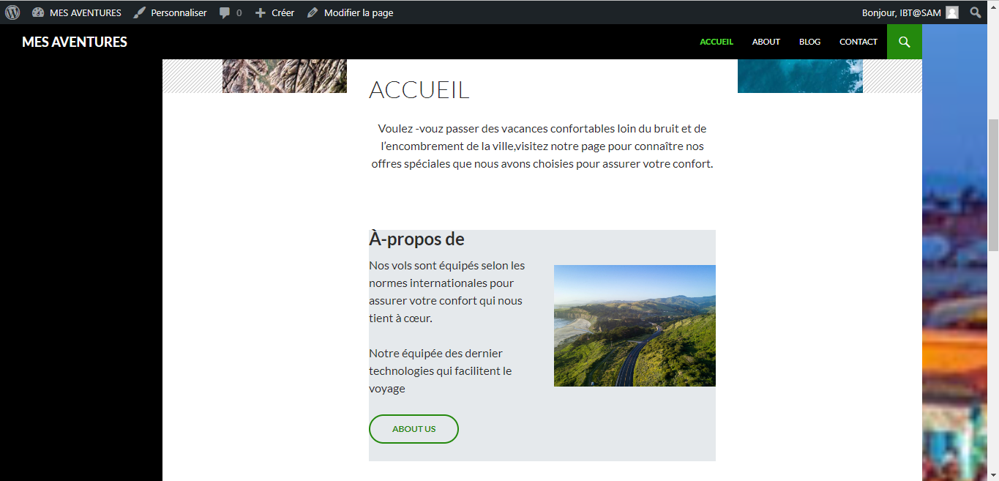 MES AVENTURES Personnaliser 0 Créer Modifier la page Bonjour, IBT@SAM
MES AVENTURES ACCUEIL ABOUT BLOG CONTACT
ACCUEIL
Voulez -vouz passer des vacances confortables loin du bruit et de
l’encombrement de la ville,visitez notre page pour connaître nos
offres spéciales que nous avons choisies pour assurer votre confort.
À-propos de
Nos vols sont équipés selon les
normes internationales pour
assurer votre confort qui nous
tient à cœur.
Notre équipée des dernier
technologies qui facilitent le
voyage
ABOUT US